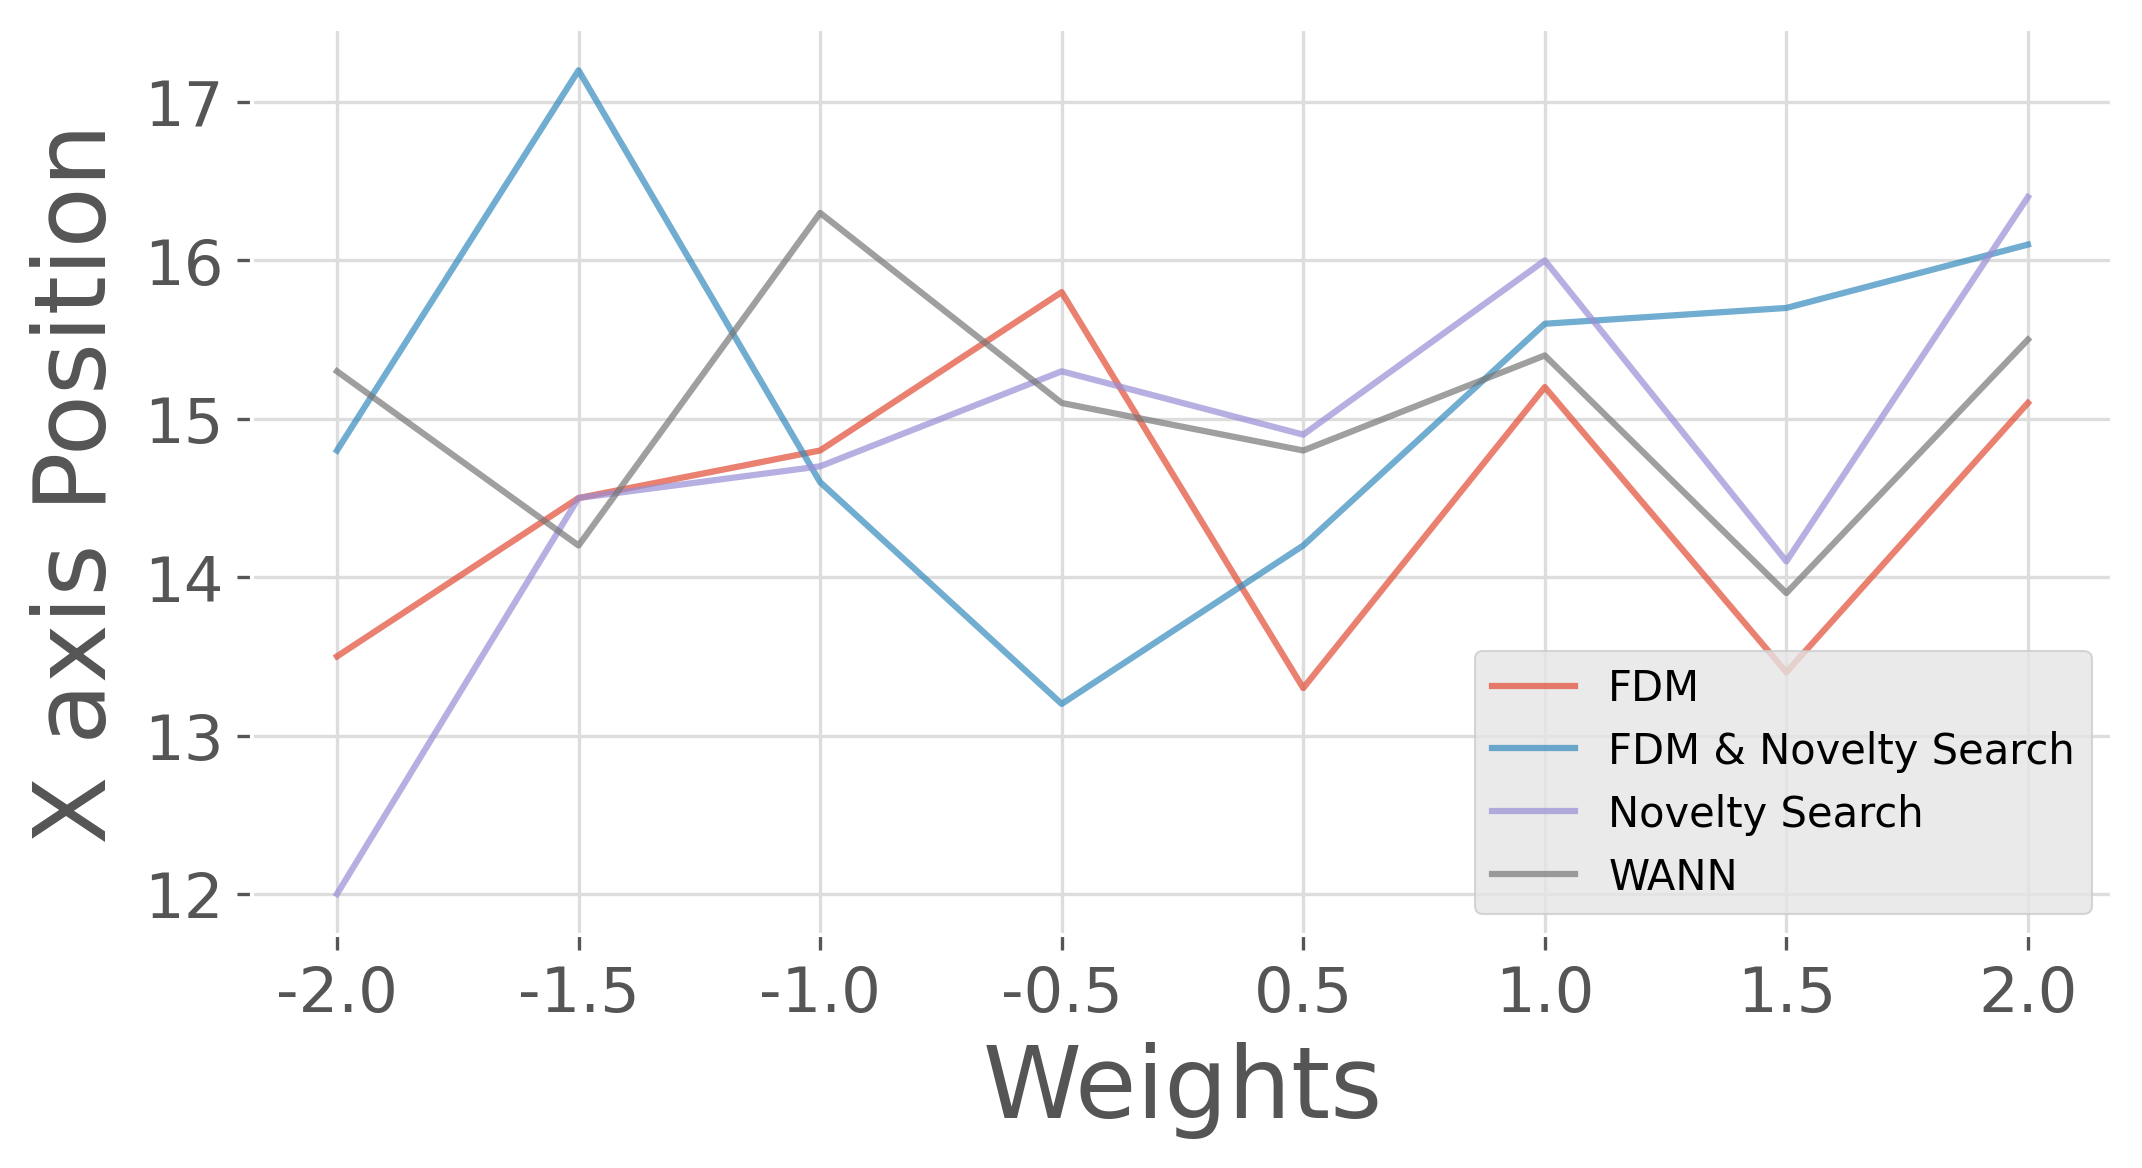 X axis Position
17
16
15
14
13
12
-2.0 -1.5 -1.0 -0.5 0.5 1.0 1.5 2.0
Weights
FDM
FDM & Novelty Search
Novelty Search
WANN